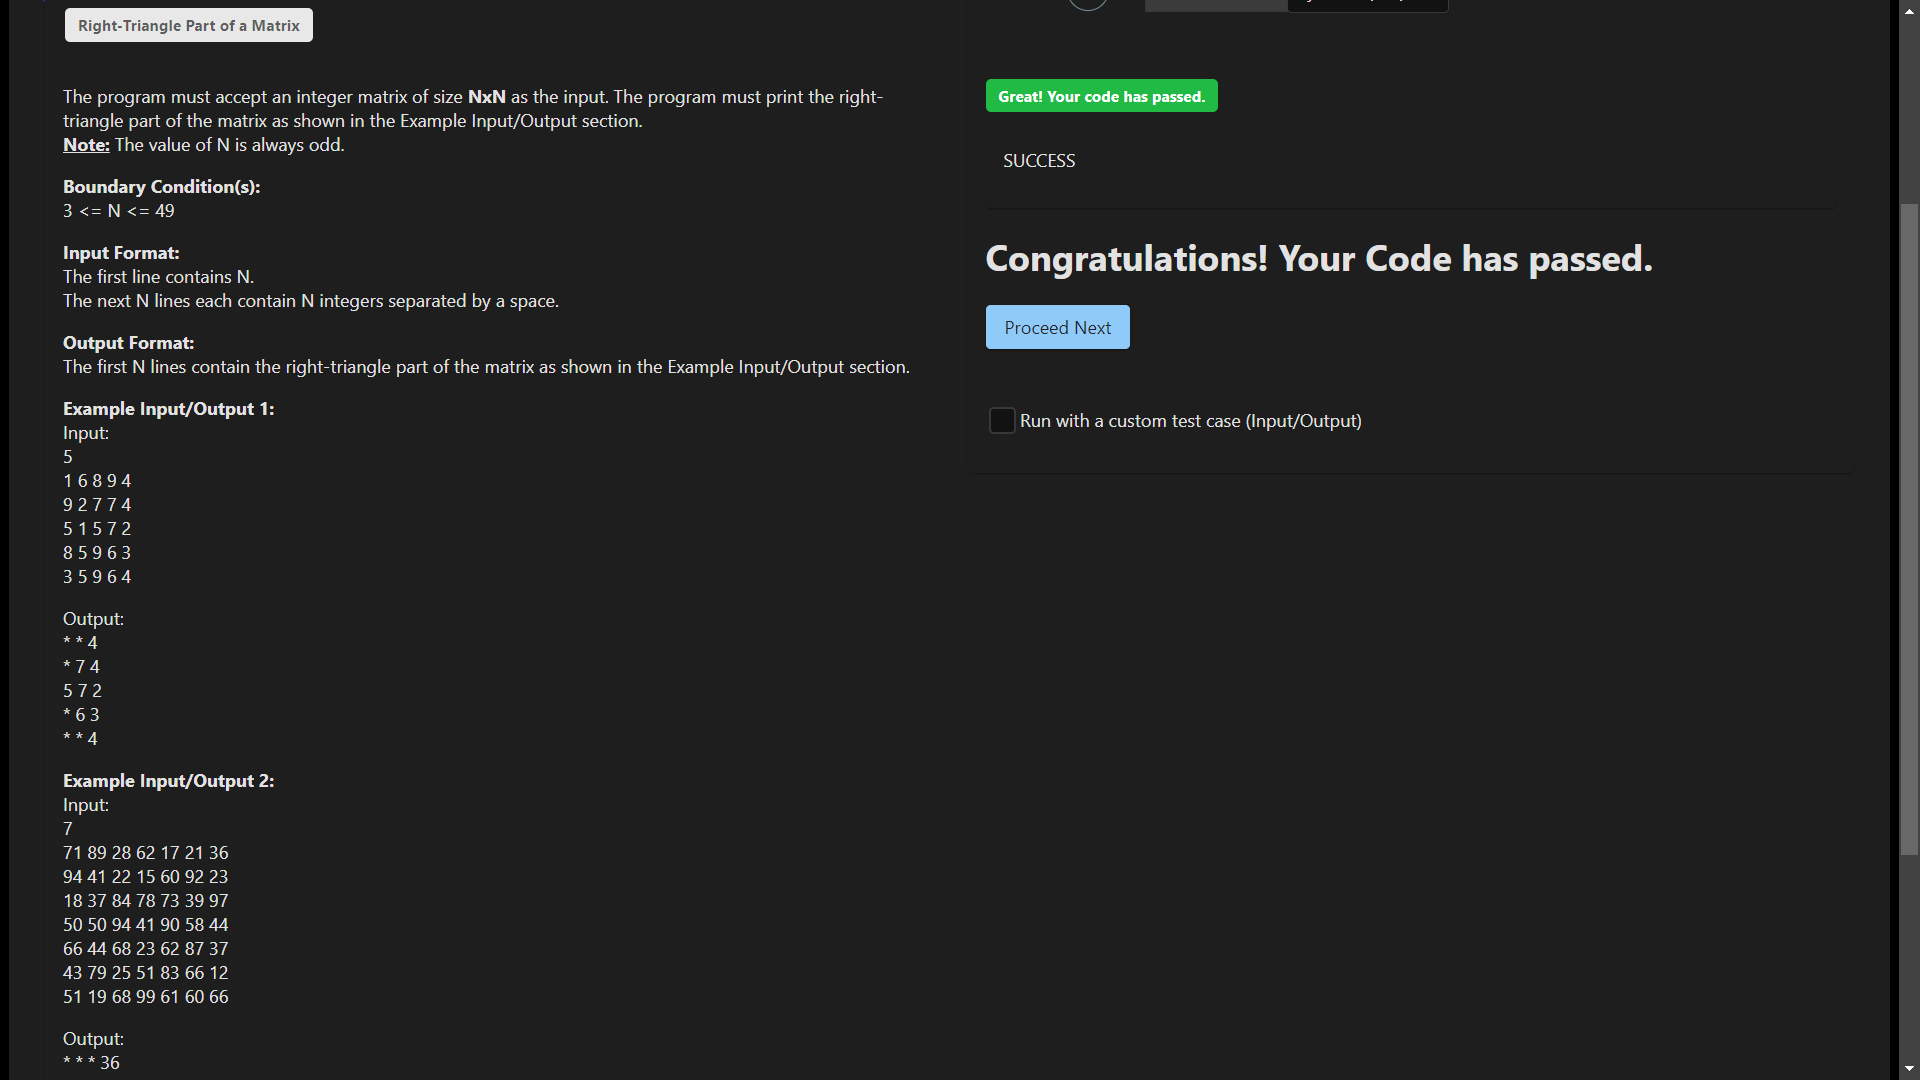 Right-Triangle Part of a Matrix
The program must accept an integer matrix of size NxN as the input. The program must print the right-
triangle part of the matrix as shown in the Example Input/Output section.
Note: The value of N is always odd.
Boundary Condition(s):
3 <= N <= 49
Input Format:
The first line contains N.
The next N lines each contain N integers separated by a space.
Output Format:
The first N lines contain the right-triangle part of the matrix as shown in the Example Input/Output section.
Example Input/Output 1:
Input:
5
1 6 8 9 4
9 2 7 7 4
5 1 5 7 2
8 5 9 6 3
3 5 9 6 4
Output:
* * 4
* 7 4
5 7 2
* 6 3
* * 4
Example Input/Output 2:
Input:
7
71 89 28 62 17 21 36
94 41 22 15 60 92 23
18 37 84 78 73 39 97
50 50 94 41 90 58 44
66 44 68 23 62 87 37
43 79 25 51 83 66 12
51 19 68 99 61 60 66
Output:
* * * 36
Great! Your code has passed.
SUCCESS
Congratulations! Your Code has passed.
Proceed Next
Run with a custom test case (Input/Output)